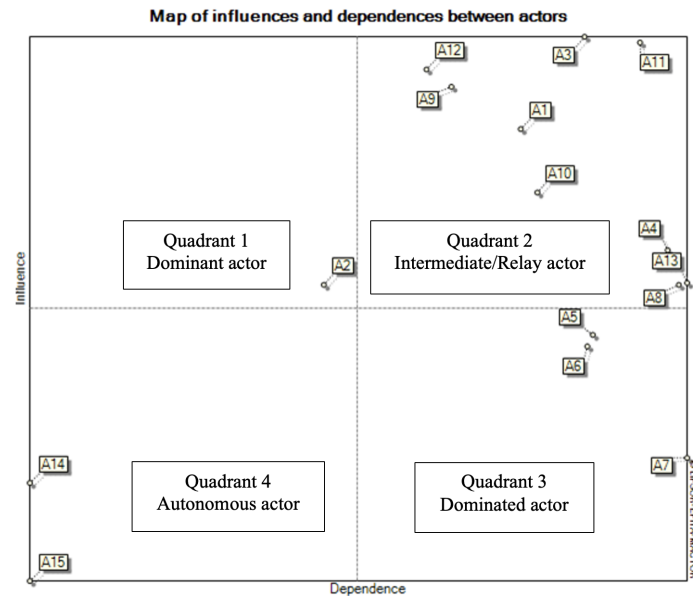 Map of influences and dependences between actors
A12
A3
A11
A9
A1
A10
Quadrant 1
Dominant actor
Quadrant 2
Intermediate/Relay actor
A4
A13
A2
A8
Influence
A5
A6
A14
A7
Quadrant 4
Autonomous actor
Quadrant 3
Dominated actor
A15
Dependence